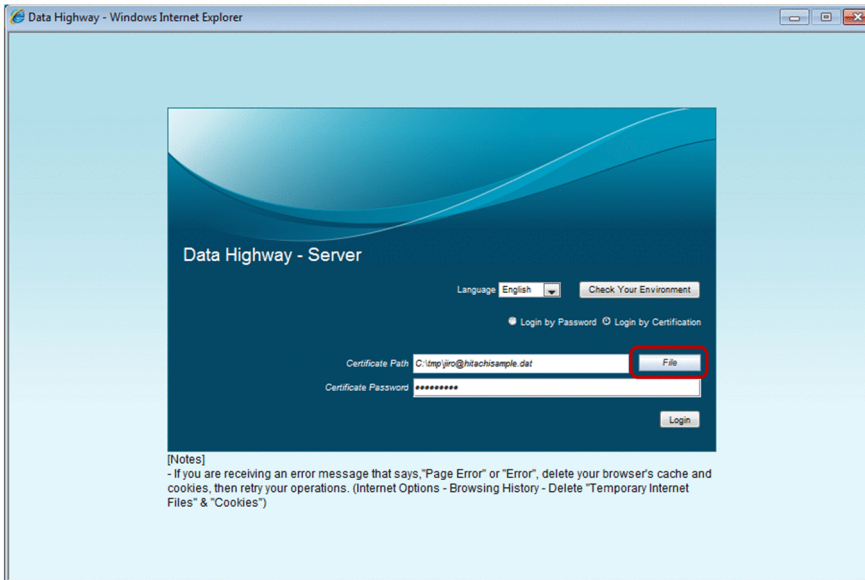 Data Highway - Windows Internet Explorer
Data Highway - Server
Language English Check Your Environment
Login by Password Login by Certification
Certificate Path C:\tmp\jiro@hitachisample.dat File
Certificate Password •••••••••
Login
[Notes]
- If you are receiving an error message that says,"Page Error" or "Error", delete your browser's cache and
cookies, then retry your operations. (Internet Options - Browsing History - Delete "Temporary Internet
Files" & "Cookies")